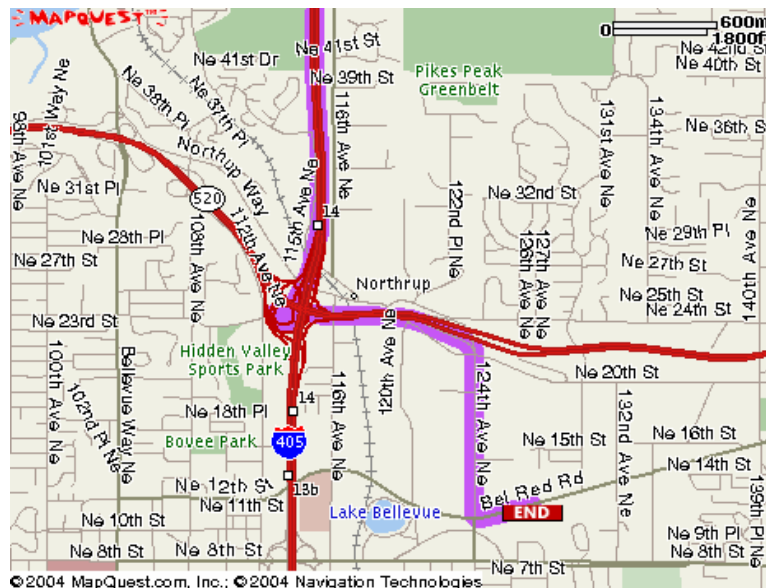 MAPQUEST™
600m
0
1800ft
Ne 41st St
Ne 41st Dr
Ne 42nd St
Ne 40th St
Ne 39th St
Pikes Peak
Greenbelt
Ne 38th Pl
Ne 37th Pl
116th Ave Ne
101st Way Ne
98th Ave Ne
131st Ave Ne
134th Ave Ne
Ne 36th St
Northup Way
Ne 31st Pl
520
115th Ave Ne
122nd Pl Ne
Ne 32nd St
14
112th Ave Ne
108th Ave Ne
Ne 28th Pl
Ne 29th Pl
127th Ave Ne
126th Ave Ne
140th Ave Ne
Ne 27th St
Ne 27th St
Northrup
Ne 25th St
Ne 24th St
Ne 23rd St
120th Ave Ne
Hidden Valley
Sports Park
100th Ave Ne
Bellevue Way Ne
102nd Pl Ne
116th Ave Ne
124th Ave Ne
Ne 20th St
132nd Ave Ne
14
Ne 18th Pl
Bovee Park
405
Ne 15th St
Ne 16th St
Ne 14th St
139th Pl Ne
Ne 12th St
13b
Bel Red Rd
Ne 11th St
Lake Bellevue
END
Ne 10th St
Ne 9th Pl
Ne 8th St
Ne 8th St
Ne 8th St
Ne 7th St
©2004 MapQuest.com, Inc.; ©2004 Navigation Technologies